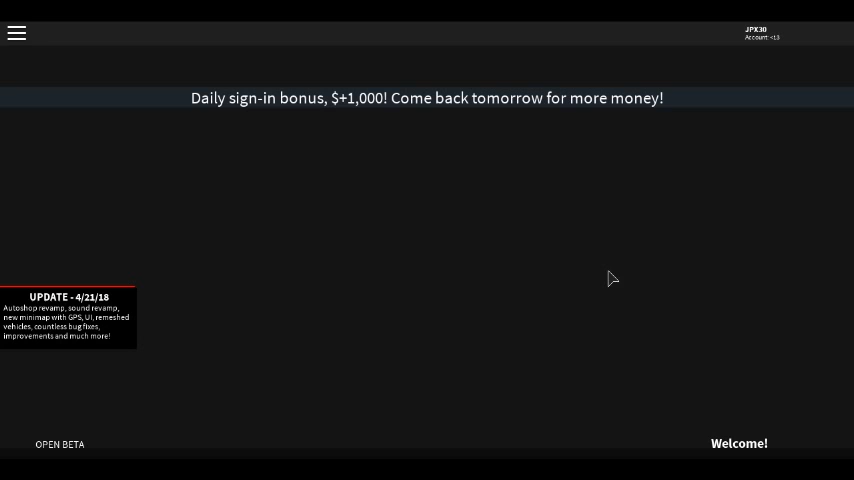 JPX30
Account: <13
Daily sign-in bonus, $+1,000! Come back tomorrow for more money!
UPDATE - 4/21/18
Autoshop revamp, sound revamp,
new minimap with GPS, UI, remeshed
vehicles, countless bug fixes,
improvements and much more!
OPEN BETA
Welcome!